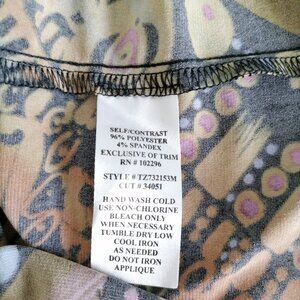 SELF/CONTRAST
96% POLYESTER
4% SPANDEX
EXCLUSIVE OF TRIM
RN # 102296
STYLE # TZ732153M
CUT # 34051
HAND WASH COLD
USE NON-CHLORINE
BLEACH ONLY
WHEN NECESSARY
TUMBLE DRY LOW
COOL IRON
AS NEEDED
DO NOT IRON
APPLIQUE